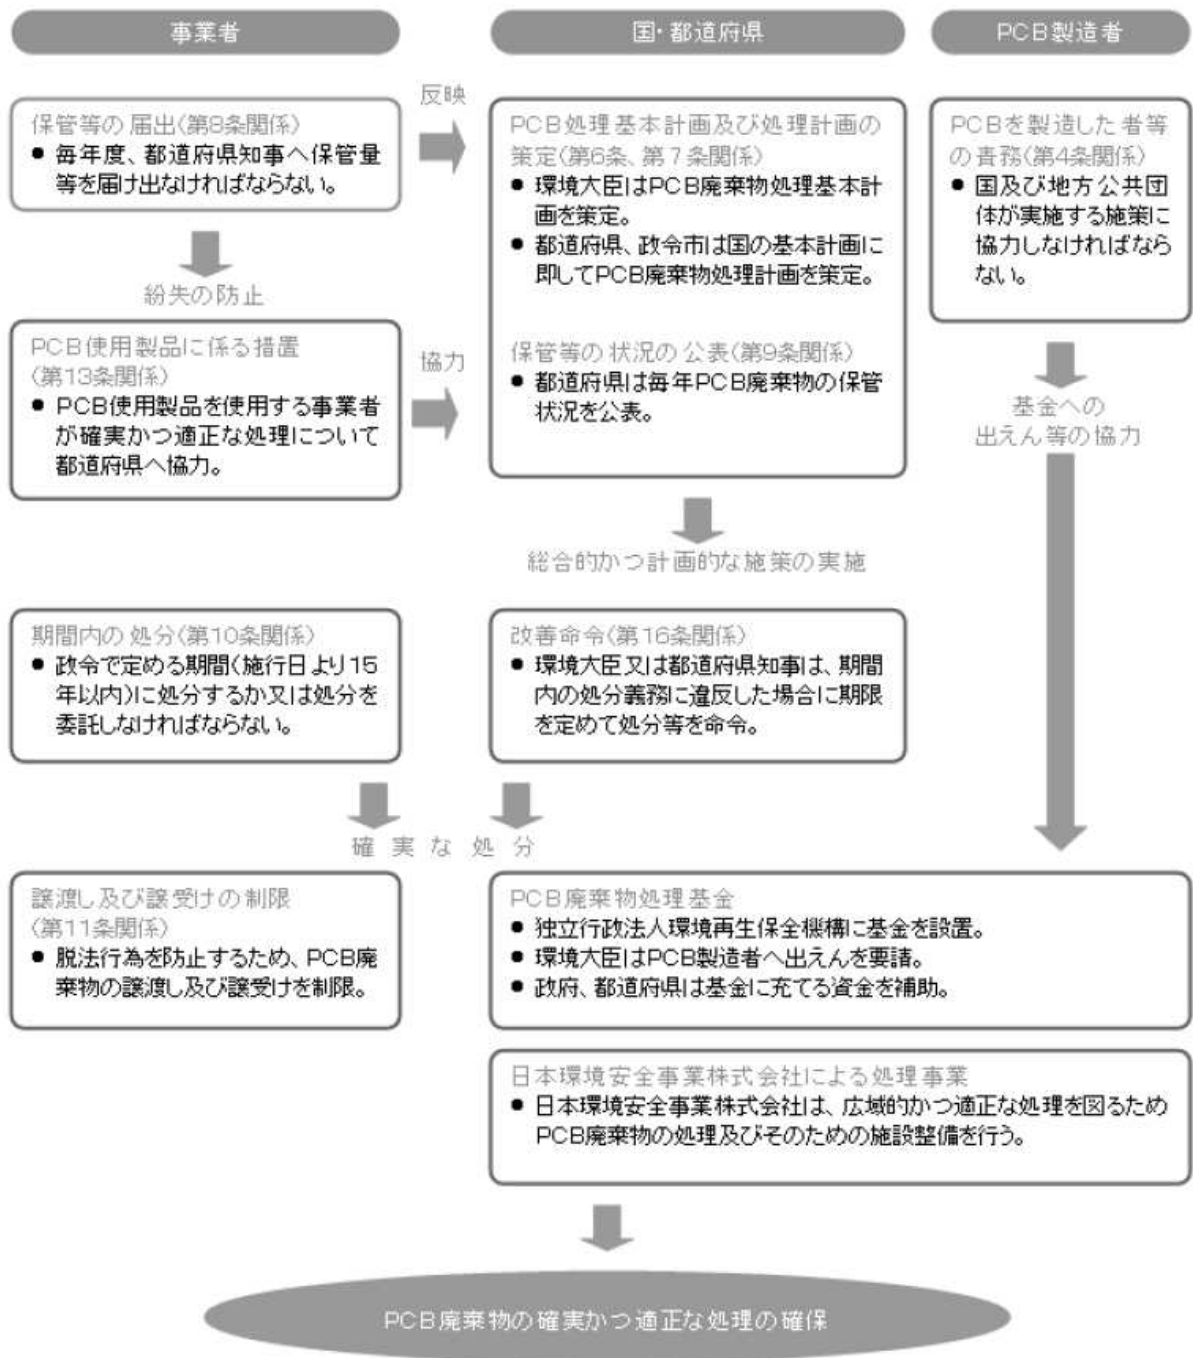 事業者
国・都道府県
PCB製造者
保管等の届出(第8条関係)
● 毎年度、都道府県知事へ保管量
等を届け出なければならない。
反映
PCB処理基本計画及び処理計画の
策定(第6条、第7条関係)
● 環境大臣はPCB廃棄物処理基本計
画を策定。
● 都道府県、政令市は国の基本計画に
即してPCB廃棄物処理計画を策定。
保管等の状況の公表(第9条関係)
● 都道府県は毎年PCB廃棄物の保管
状況を公表。
PCBを製造した者等
の責務(第4条関係)
● 国及び地方公共団
体が実施する施策に
協力しなければなら
ない。
紛失の防止
PCB使用製品に係る措置
(第13条関係)
● PCB使用製品を使用する事業者
が確実かつ適正な処理について
都道府県へ協力。
協力
基金への
出えん等の協力
総合的かつ計画的な施策の実施
期間内の処分(第10条関係)
● 政令で定める期間(施行日より15
年以内)に処分するか又は処分を
委託しなければならない。
改善命令(第16条関係)
● 環境大臣又は都道府県知事は、期間
内の処分義務に違反した場合に期限
を定めて処分等を命令。
確実な処分
譲渡し及び譲受けの制限
(第11条関係)
● 脱法行為を防止するため、PCB廃
棄物の譲渡し及び譲受けを制限。
PCB廃棄物処理基金
● 独立行政法人環境再生保全機構に基金を設置。
● 環境大臣はPCB製造者へ出えんを要請。
● 政府、都道府県は基金に充てる資金を補助。
日本環境安全事業株式会社による処理事業
● 日本環境安全事業株式会社は、広域的かつ適正な処理を図るため
PCB廃棄物の処理及びそのための施設整備を行う。
PCB廃棄物の確実かつ適正な処理の確保